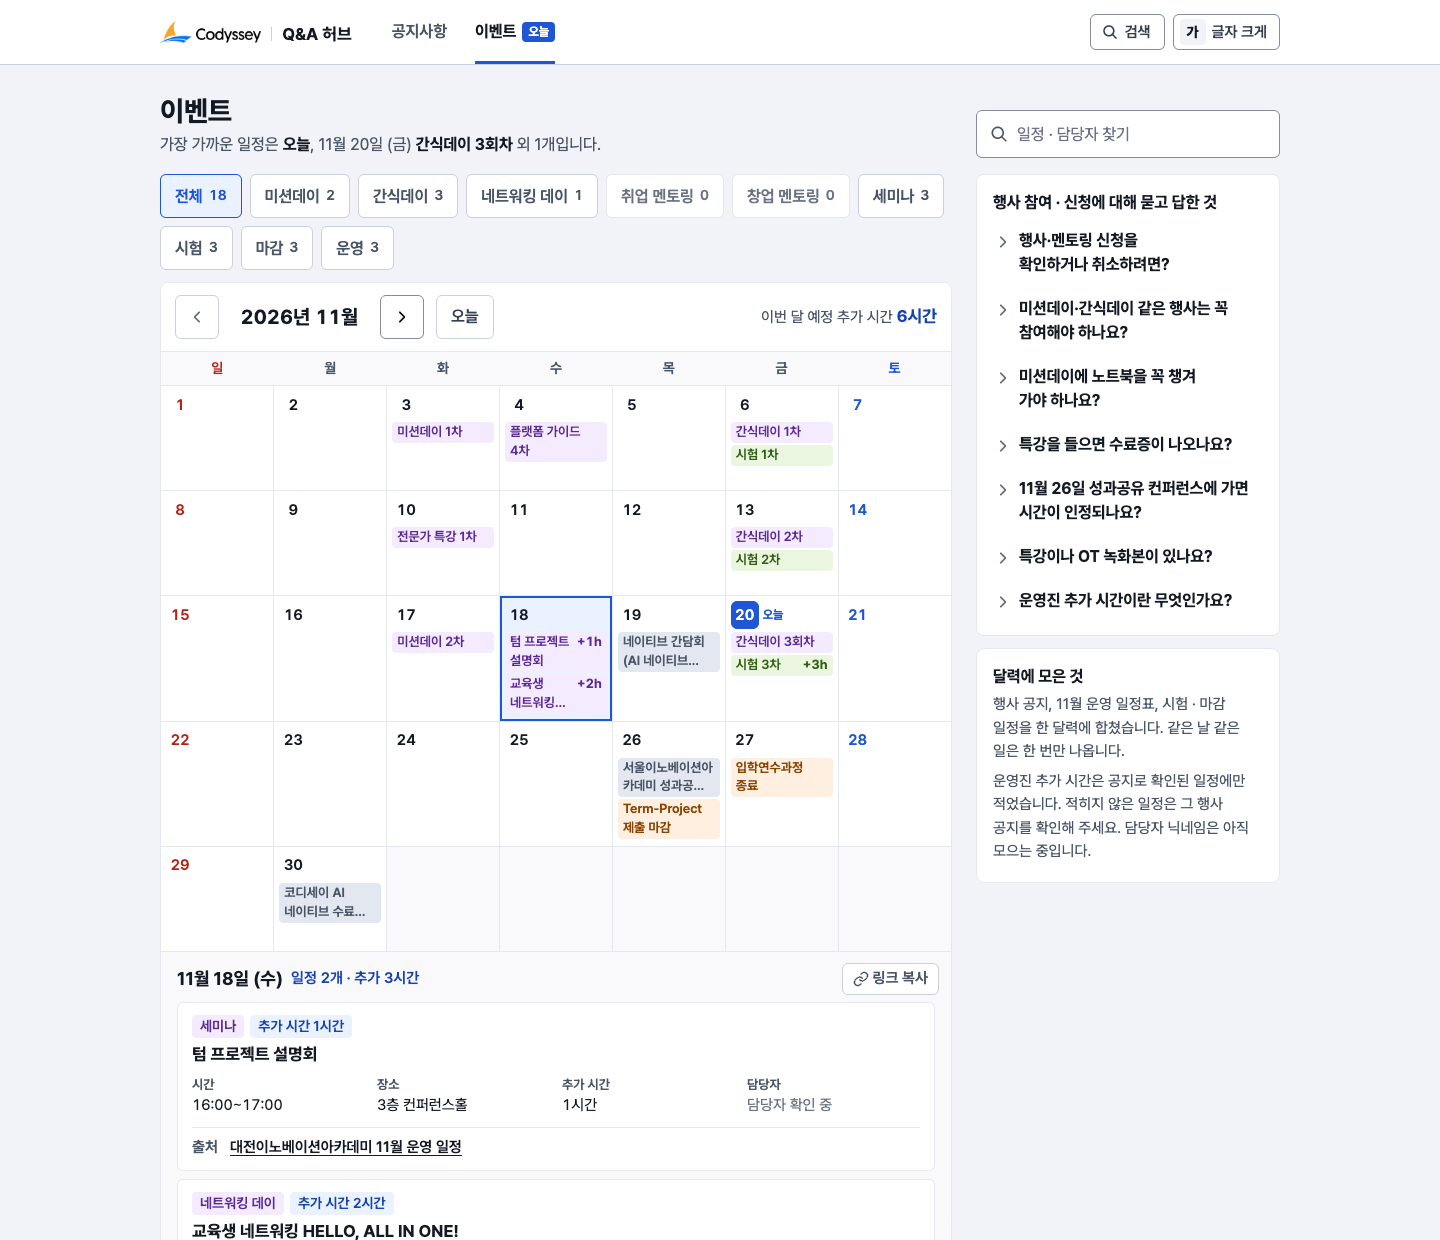 Codyssey Q&A 허브 공지사항 이벤트 오늘 검색 가 글자 크게
이벤트
가장 가까운 일정은 오늘, 11월 20일 (금) 간식데이 3회차 외 1개입니다.
전체 18 미션데이 2 간식데이 3 네트워킹 데이 1 취업 멘토링 0 창업 멘토링 0 세미나 3
시험 3 마감 3 운영 3
2026년 11월 오늘 이번 달 예정 추가 시간 6시간
일 월 화 수 목 금 토
1 2 3 4 5 6 7
미션데이 1차
플랫폼 가이드
4차
간식데이 1차
시험 1차
8 9 10 11 12 13 14
전문가 특강 1차
간식데이 2차
시험 2차
15 16 17 18 19 20 오늘 21
미션데이 2차
텀 프로젝트 +1h
설명회
교육생 +2h
네트워킹...
네이티브 간담회
(AI 네이티브...
간식데이 3회차
시험 3차 +3h
22 23 24 25 26 27 28
서울이노베이션아
카데미 성과공...
Term-Project
제출 마감
입학연수과정
종료
29 30
코디세이 AI
네이티브 수료...
11월 18일 (수) 일정 2개 · 추가 3시간 링크 복사
세미나 추가 시간 1시간
텀 프로젝트 설명회
시간 장소 추가 시간 담당자
16:00~17:00 3층 컨퍼런스홀 1시간 담당자 확인 중
출처 대전이노베이션아카데미 11월 운영 일정
네트워킹 데이 추가 시간 2시간
교육생 네트워킹 HELLO, ALL IN ONE!
일정 · 담당자 찾기
행사 참여 · 신청에 대해 묻고 답한 것
행사·멘토링 신청을
확인하거나 취소하려면?
미션데이·간식데이 같은 행사는 꼭
참여해야 하나요?
미션데이에 노트북을 꼭 챙겨
가야 하나요?
특강을 들으면 수료증이 나오나요?
11월 26일 성과공유 컨퍼런스에 가면
시간이 인정되나요?
특강이나 OT 녹화본이 있나요?
운영진 추가 시간이란 무엇인가요?
달력에 모은 것
행사 공지, 11월 운영 일정표, 시험 · 마감
일정을 한 달력에 합쳤습니다. 같은 날 같은
일은 한 번만 나옵니다.
운영진 추가 시간은 공지로 확인된 일정에만
적었습니다. 적히지 않은 일정은 그 행사
공지를 확인해 주세요. 담당자 닉네임은 아직
모으는 중입니다.